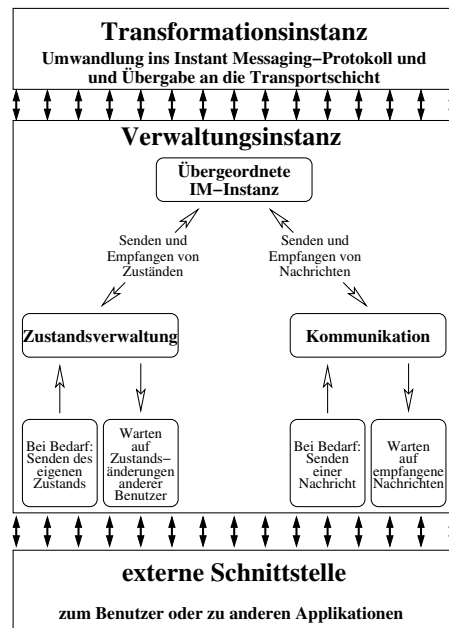 Transformationsinstanz
Umwandlung ins Instant Messaging–Protokoll und
und Übergabe an die Transportschicht
Verwaltungsinstanz
Übergeordnete
IM–Instanz
Senden und
Empfangen von
Zuständen
Senden und
Empfangen von
Nachrichten
Zustandsverwaltung
Kommunikation
Bei Bedarf:
Senden des
eigenen
Zustands
Warten
auf
Zustands–
änderungen
anderer
Benutzer
Bei Bedarf:
Senden
einer
Nachricht
Warten
auf
empfangene
Nachrichten
externe Schnittstelle
zum Benutzer oder zu anderen Applikationen